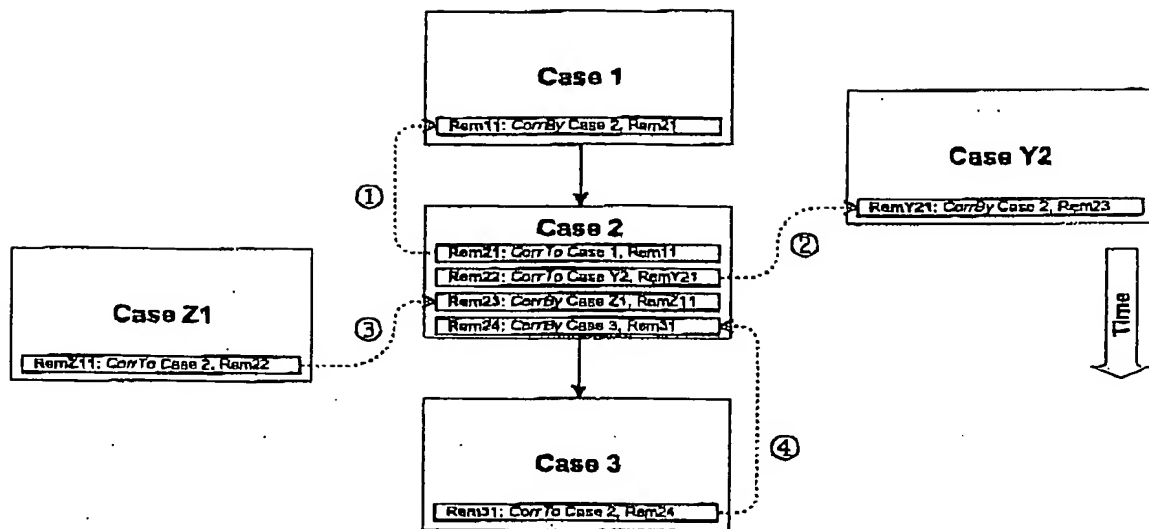 Case 1
Rem11: CorrBy Case 2, Rem21
Case Y2
RemY21: CorrBy Case 2, Rem23
①
Case 2
Rem21: CorrTo Case 1, Rem11
Rem22: CorrTo Case Y2, RemY21
Rem23: CorrBy Case Z1, RemZ11
Rem24: CorrBy Case 3, Rem31
②
Case Z1
RemZ11: CorrTo Case 2, Rem22
③
Time
Case 3
Rem31: CorrTo Case 2, Rem24
④